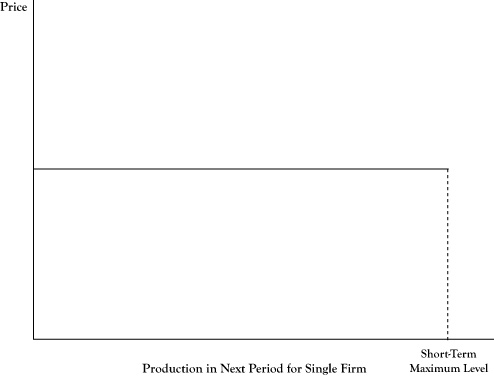 Price
Short-Term
Maximum Level
Production in Next Period for Single Firm